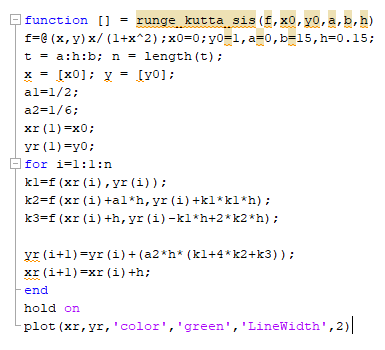 function [] = runge_kutta_sis(f,x0,y0,a,b,h)
f=@(x,y)x/(1+x^2);x0=0;y0=1,a=0,b=15,h=0.15;
t = a:h:b; n = length(t);
x = [x0]; y = [y0];
a1=1/2;
a2=1/6;
xr(1)=x0;
yr(1)=y0;
for i=1:1:n
k1=f(xr(i),yr(i));
k2=f(xr(i)+a1*h,yr(i)+k1*k1*h);
k3=f(xr(i)+h,yr(i)-k1*h+2*k2*h);
yr(i+1)=yr(i)+(a2*h*(k1+4*k2+k3));
xr(i+1)=xr(i)+h;
end
hold on
plot(xr,yr,'color','green','LineWidth',2)